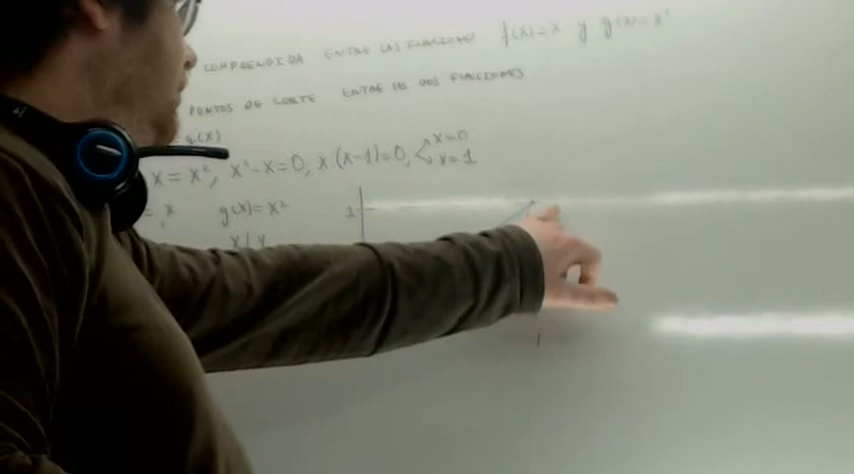 COMPRENDIDA ENTRE LAS FUNCIONES f(x)=x y g(x)=x²
PUNTOS DE CORTE ENTRE LAS DOS FUNCIONES
= g(x)
x = x², x²-x=0, x·(x-1)=0, x=0
x=1
g(x)=x²
1
x | y